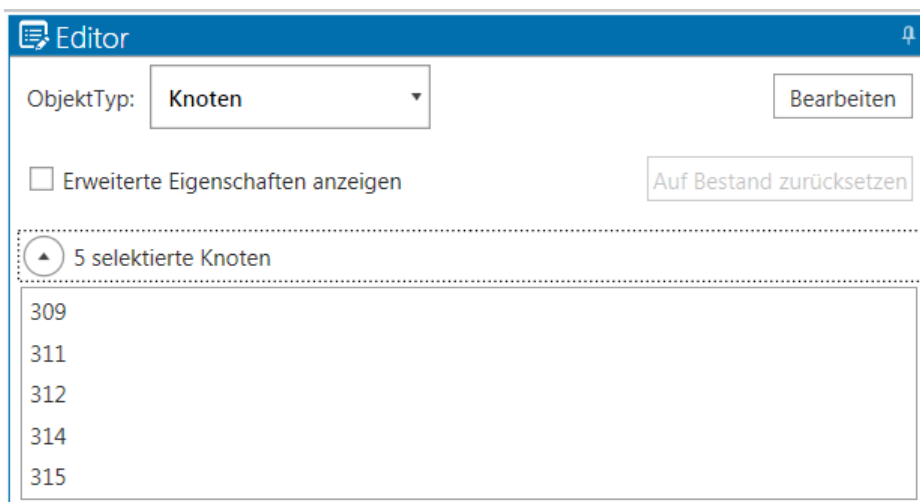 Editor
ObjektTyp: Knoten Bearbeiten
Erweiterte Eigenschaften anzeigen Auf Bestand zurücksetzen
5 selektierte Knoten
309
311
312
314
315